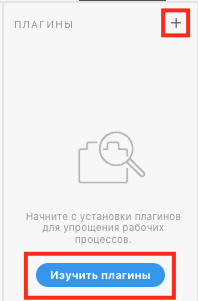 ПЛАГИНЫ
Начните с установки плагинов
для упрощения рабочих
процессов.
Изучить плагины